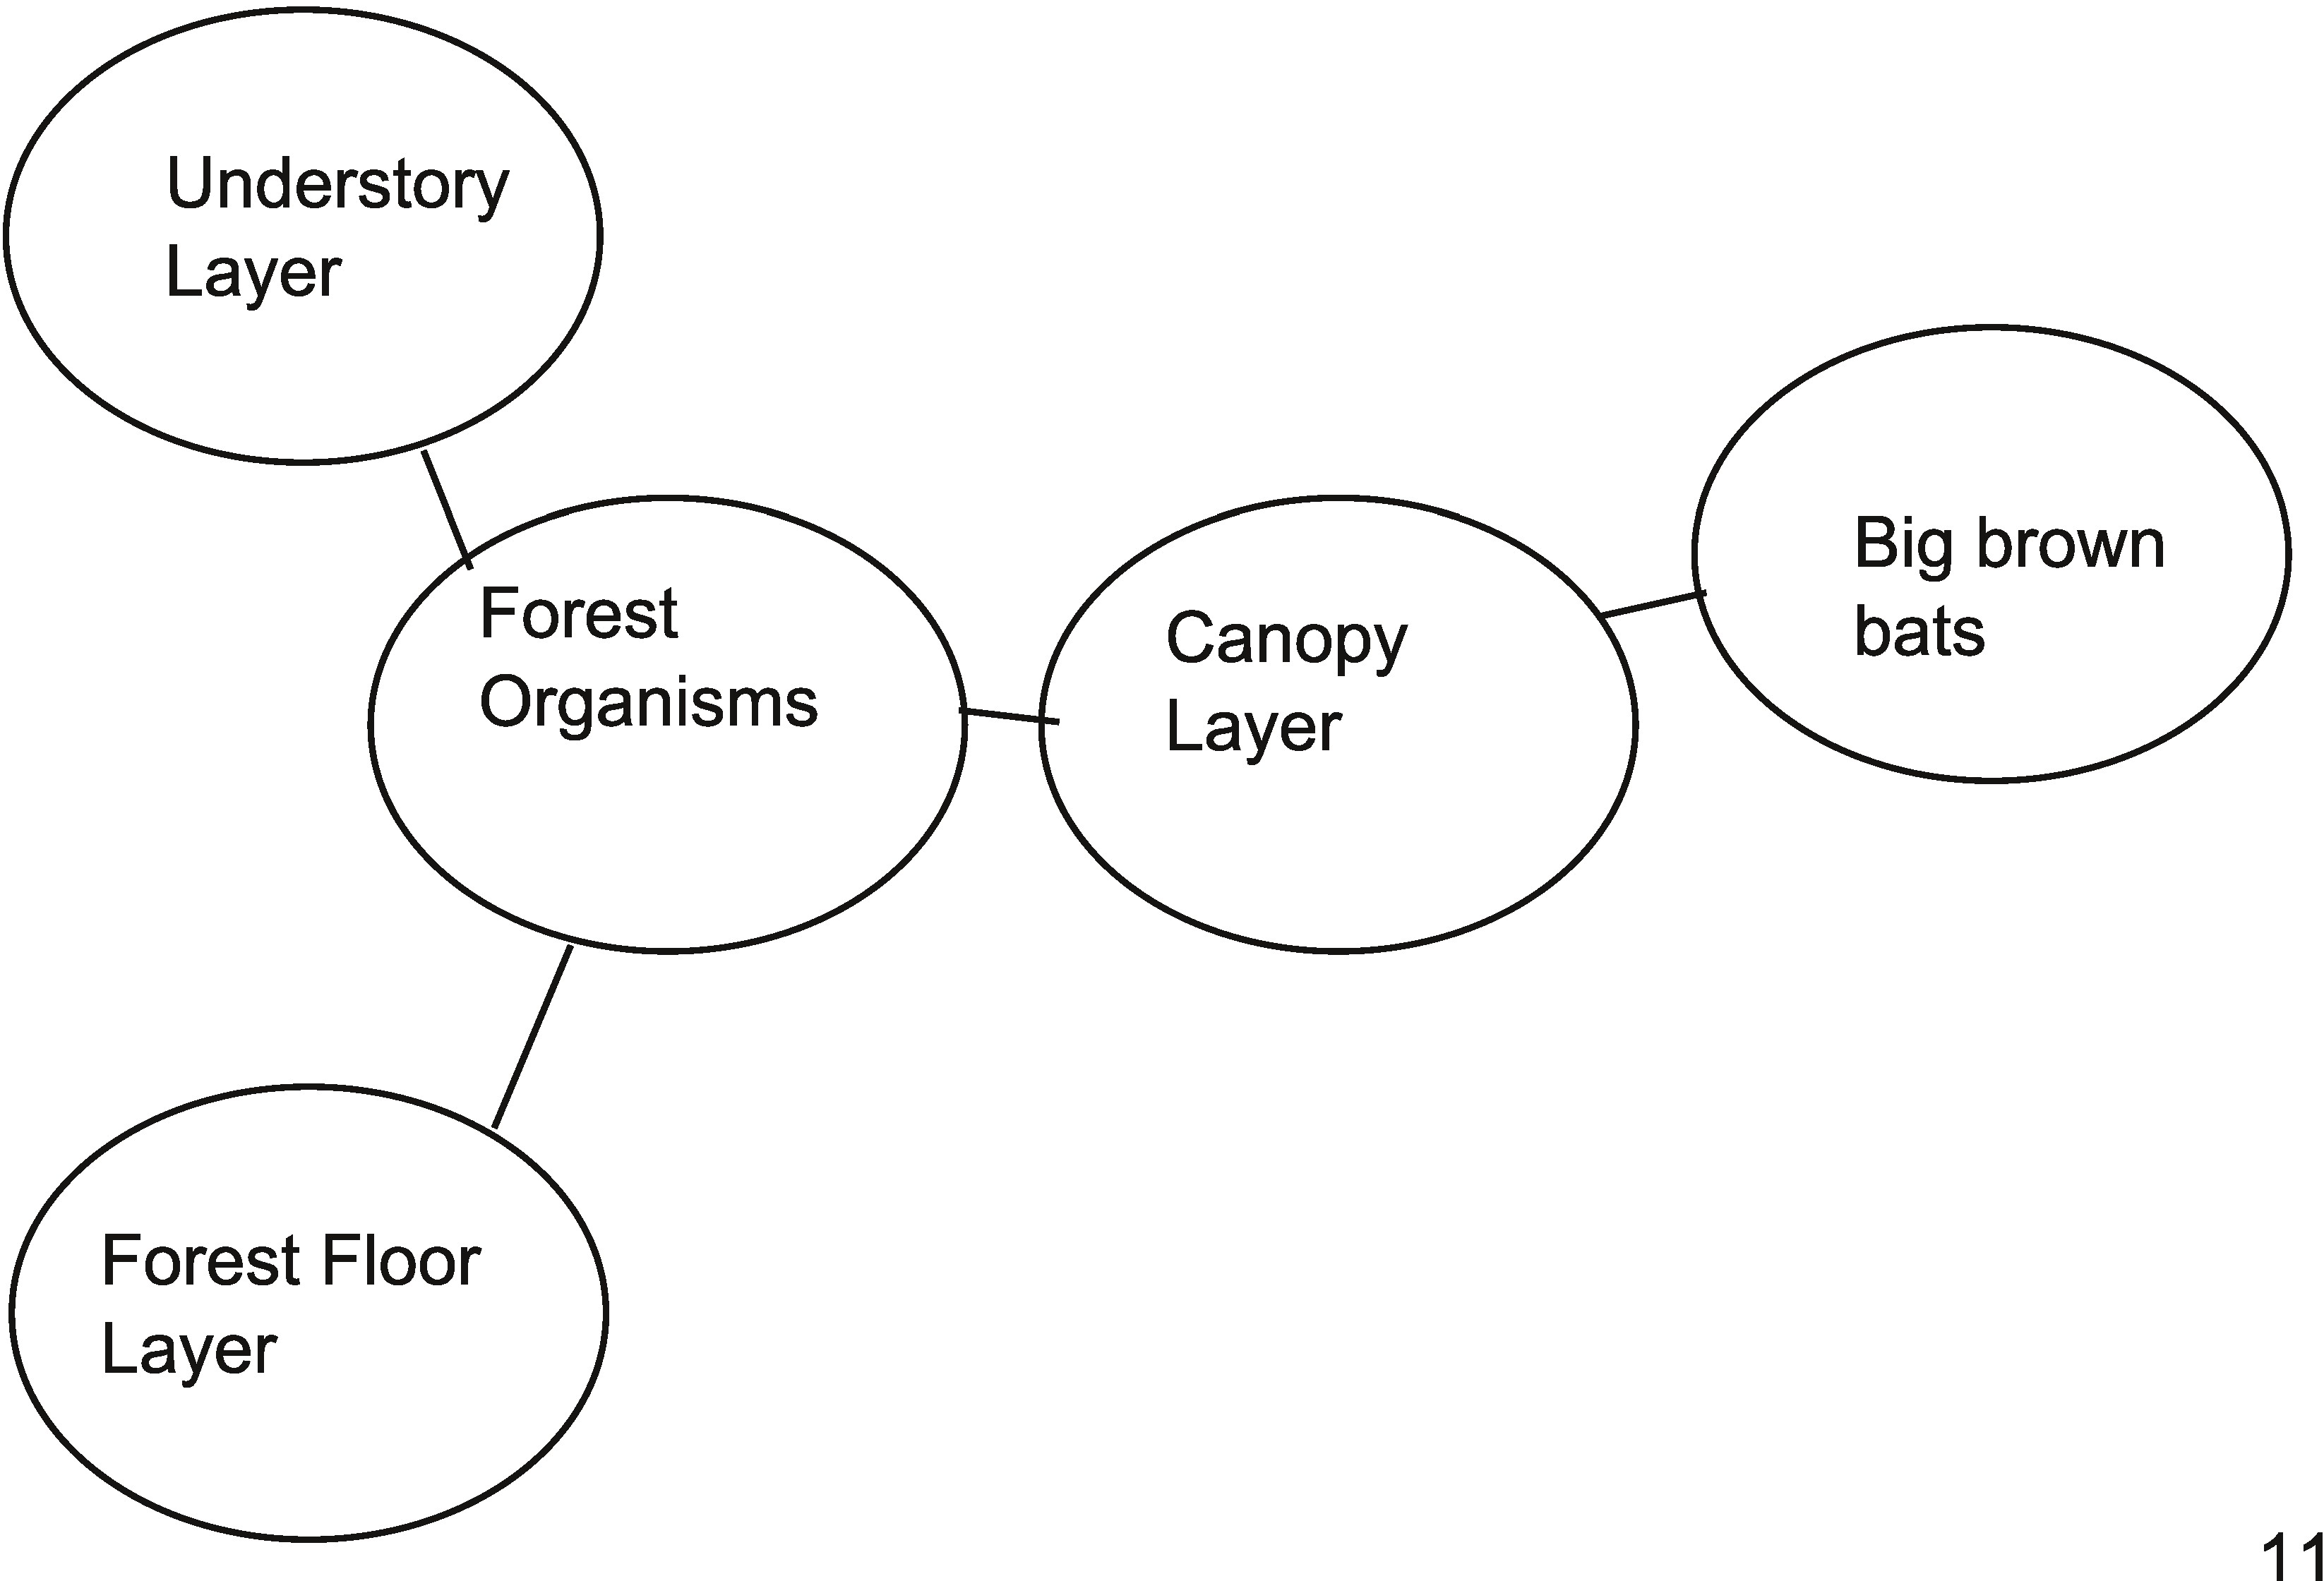 Understory
Layer
Forest
Organisms
Canopy
Layer
Big brown
bats
Forest Floor
Layer
11